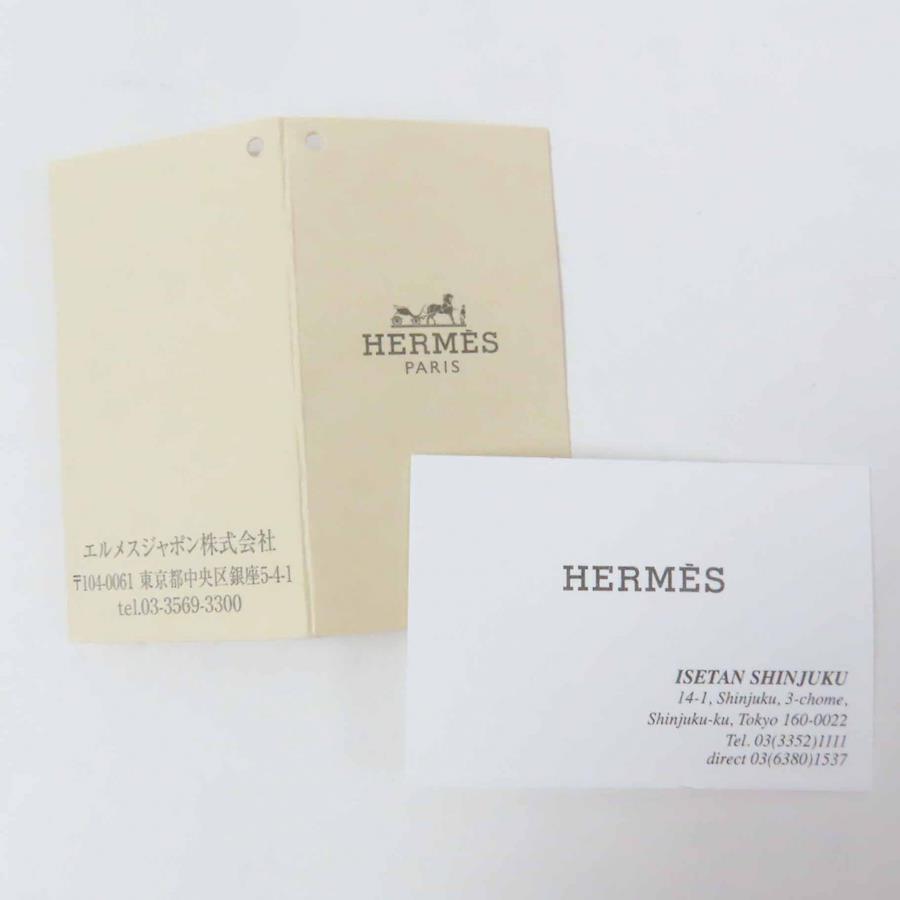 HERMÈS
PARIS
エルメスジャポン株式会社
〒104-0061 東京都中央区銀座5-4-1
tel.03-3569-3300
HERMÈS
ISETAN SHINJUKU
14-1, Shinjuku, 3-chome,
Shinjuku-ku, Tokyo 160-0022
Tel. 03(3352)1111
direct 03(6380)1537